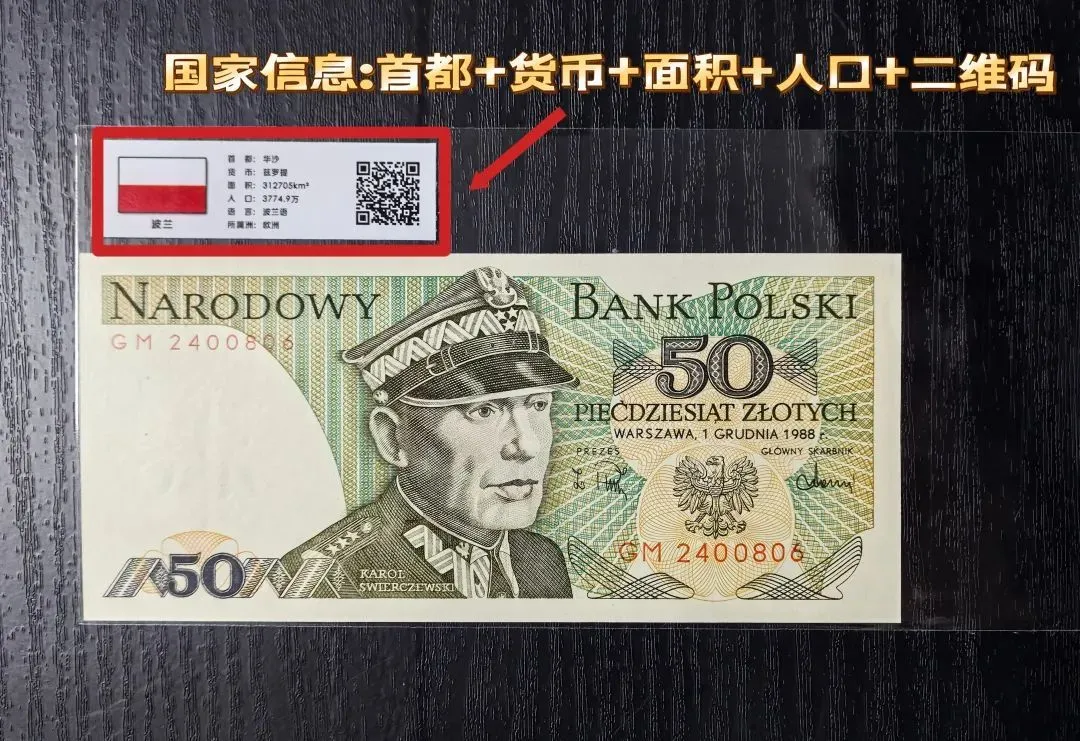 国家信息:首都+货币+面积+人口+二维码
首 都: 华沙
货 币: 兹罗提
面 积: 312705km²
人 口: 3774.9万
语 言: 波兰语
所属洲: 欧洲
波兰
NARODOWY BANK POLSKI
GM 2400806
50
PIĘĆDZIESIĄT ZŁOTYCH
WARSZAWA, 1 GRUDNIA 1988 r.
PREZES GŁÓWNY SKARBNIK
GM 2400806
50
KAROL
ŚWIERCZEWSKI